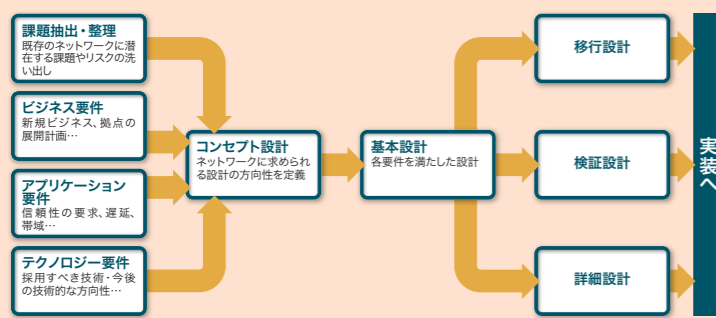 課題抽出・整理
既存のネットワークに潜
在する課題やリスクの洗
い出し
ビジネス要件
新規ビジネス、拠点の
展開計画…
アプリケーション
要件
信頼性の要求、遅延、
帯域…
テクノロジー要件
採用すべき技術・今後
の技術的な方向性…
コンセプト設計
ネットワークに求められ
る設計の方向性を定義
基本設計
各要件を満たした設計
移行設計
検証設計
詳細設計
実装へ